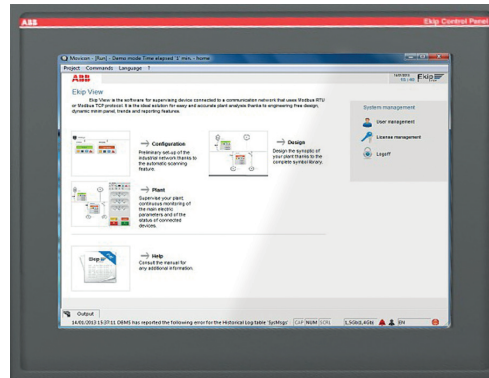 ABB
Ekip Control Panel
Movicon - [Run] - Demo mode Time elapsed '1' min. - home
Project Commands Language ?
ABB
Ekip
Ekip View
Ekip View is the software for supervising device connected to a communication network that uses Modbus RTU
or Modbus TCP protocol. It is the ideal solution for easy and accurate plant analysis thanks to engineering free design,
dynamic mimic panel, trends and reporting features.
System management
User management
License management
Logoff
Configuration
Preliminary set-up of the
industrial network thanks to
the automatic scanning
feature.
Design
Design the synoptic of
your plant thanks to the
complete symbol library.
Plant
Supervise your plant,
continuous monitoring of
the main electric
parameters and of the
status of connected
devices.
Help
Consult the manual for
any additional information.
Output
14/01/2013 15:37:11 DBMS has reported the following error for the Historical Log table 'SysMsgs'
CAP NUM SCRL
EN